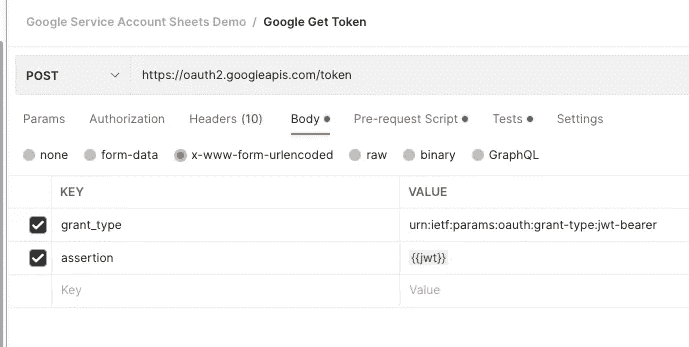 Google Service Account Sheets Demo / Google Get Token
POST https://oauth2.googleapis.com/token
Params Authorization Headers (10) Body Pre-request Script Tests Settings
none form-data x-www-form-urlencoded raw binary GraphQL
KEY VALUE
grant_type urn:ietf:params:oauth:grant-type:jwt-bearer
assertion {{jwt}}
Key Value